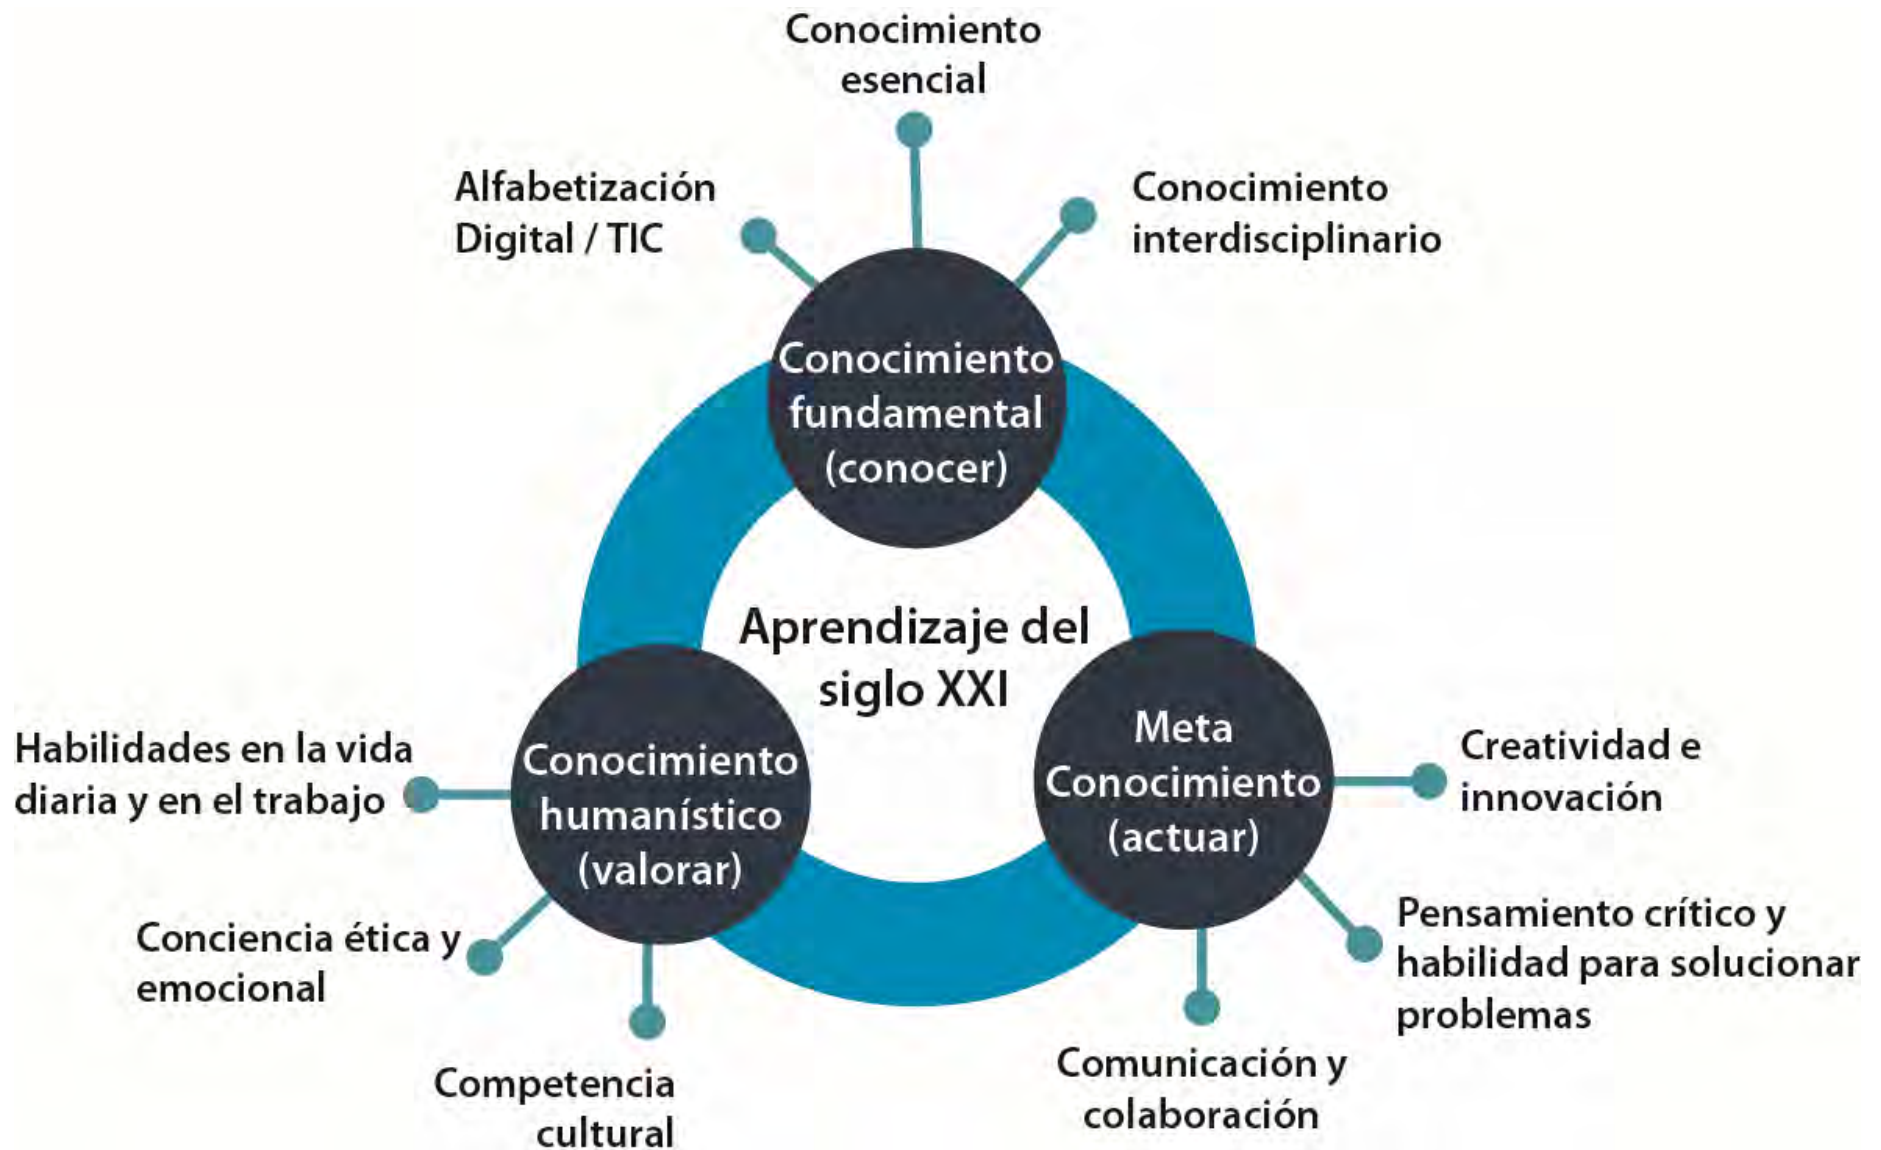 Conocimiento
esencial
Alfabetización
Digital / TIC
Conocimiento
interdisciplinario
Conocimiento
fundamental
(conocer)
Aprendizaje del
siglo XXI
Habilidades en la vida
diaria y en el trabajo
Conocimiento
humanístico
(valorar)
Meta
Conocimiento
(actuar)
Creatividad e
innovación
Conciencia ética y
emocional
Pensamiento crítico y
habilidad para solucionar
problemas
Competencia
cultural
Comunicación y
colaboración